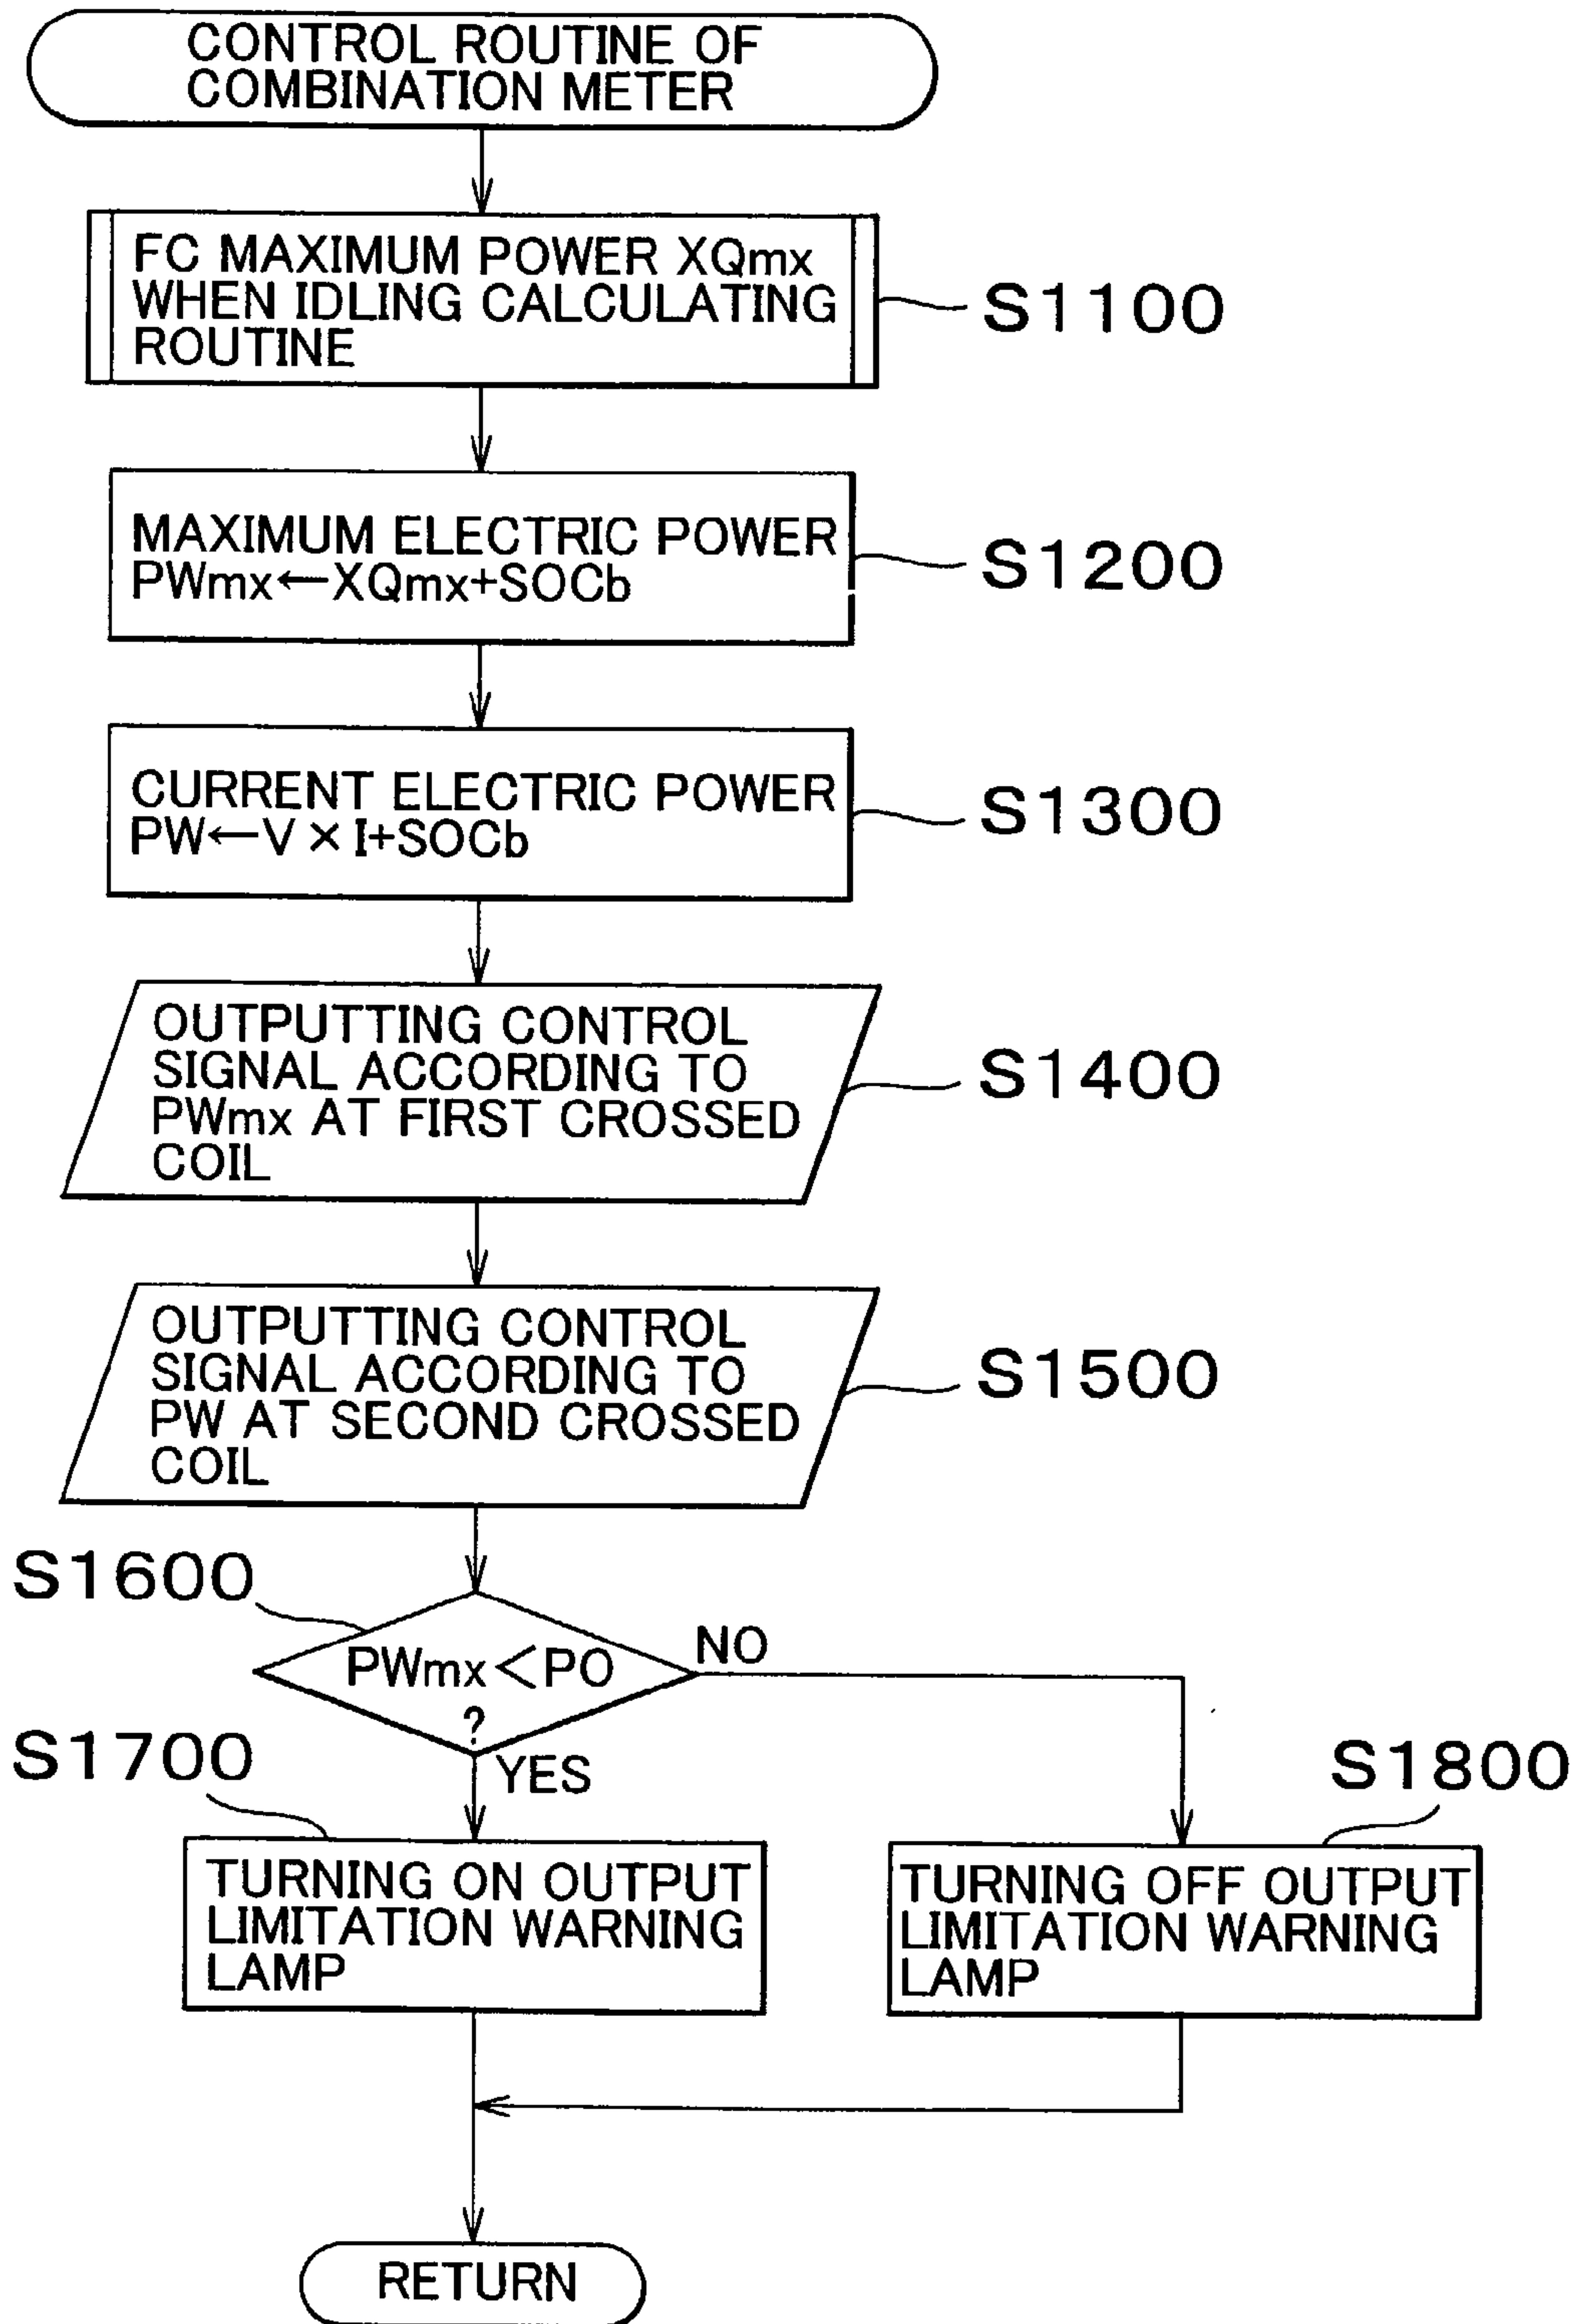 CONTROL ROUTINE OF
COMBINATION METER
FC MAXIMUM POWER XQmx
WHEN IDLING CALCULATING
ROUTINE
S1100
MAXIMUM ELECTRIC POWER
PWmx←XQmx+SOCb
S1200
CURRENT ELECTRIC POWER
PW←V×I+SOCb
S1300
OUTPUTTING CONTROL
SIGNAL ACCORDING TO
PWmx AT FIRST CROSSED
COIL
S1400
OUTPUTTING CONTROL
SIGNAL ACCORDING TO
PW AT SECOND CROSSED
COIL
S1500
S1600
PWmx<PO
?
NO
YES
S1700
TURNING ON OUTPUT
LIMITATION WARNING
LAMP
S1800
TURNING OFF OUTPUT
LIMITATION WARNING
LAMP
RETURN